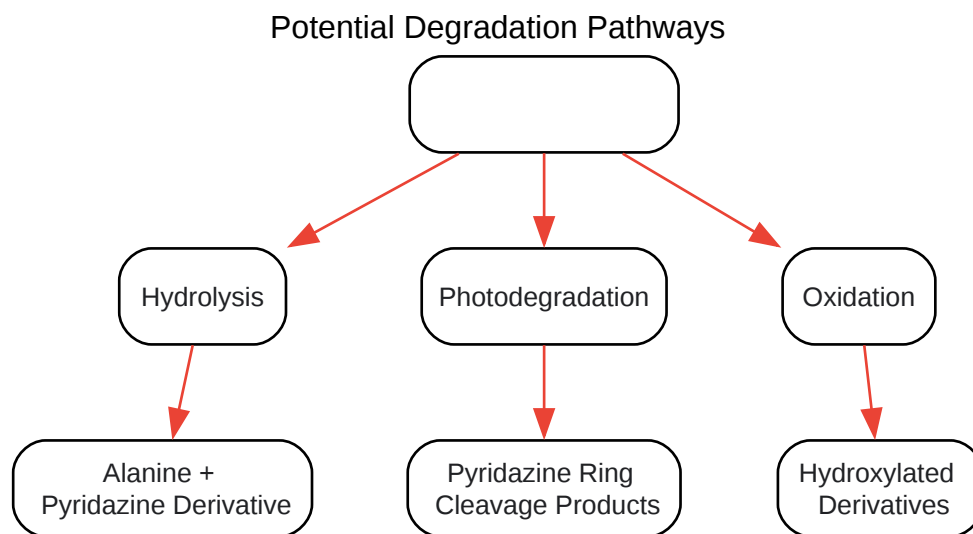 Potential Degradation Pathways
Hydrolysis
Photodegradation
Oxidation
Alanine +
Pyridazine Derivative
Pyridazine Ring
Cleavage Products
Hydroxylated
Derivatives